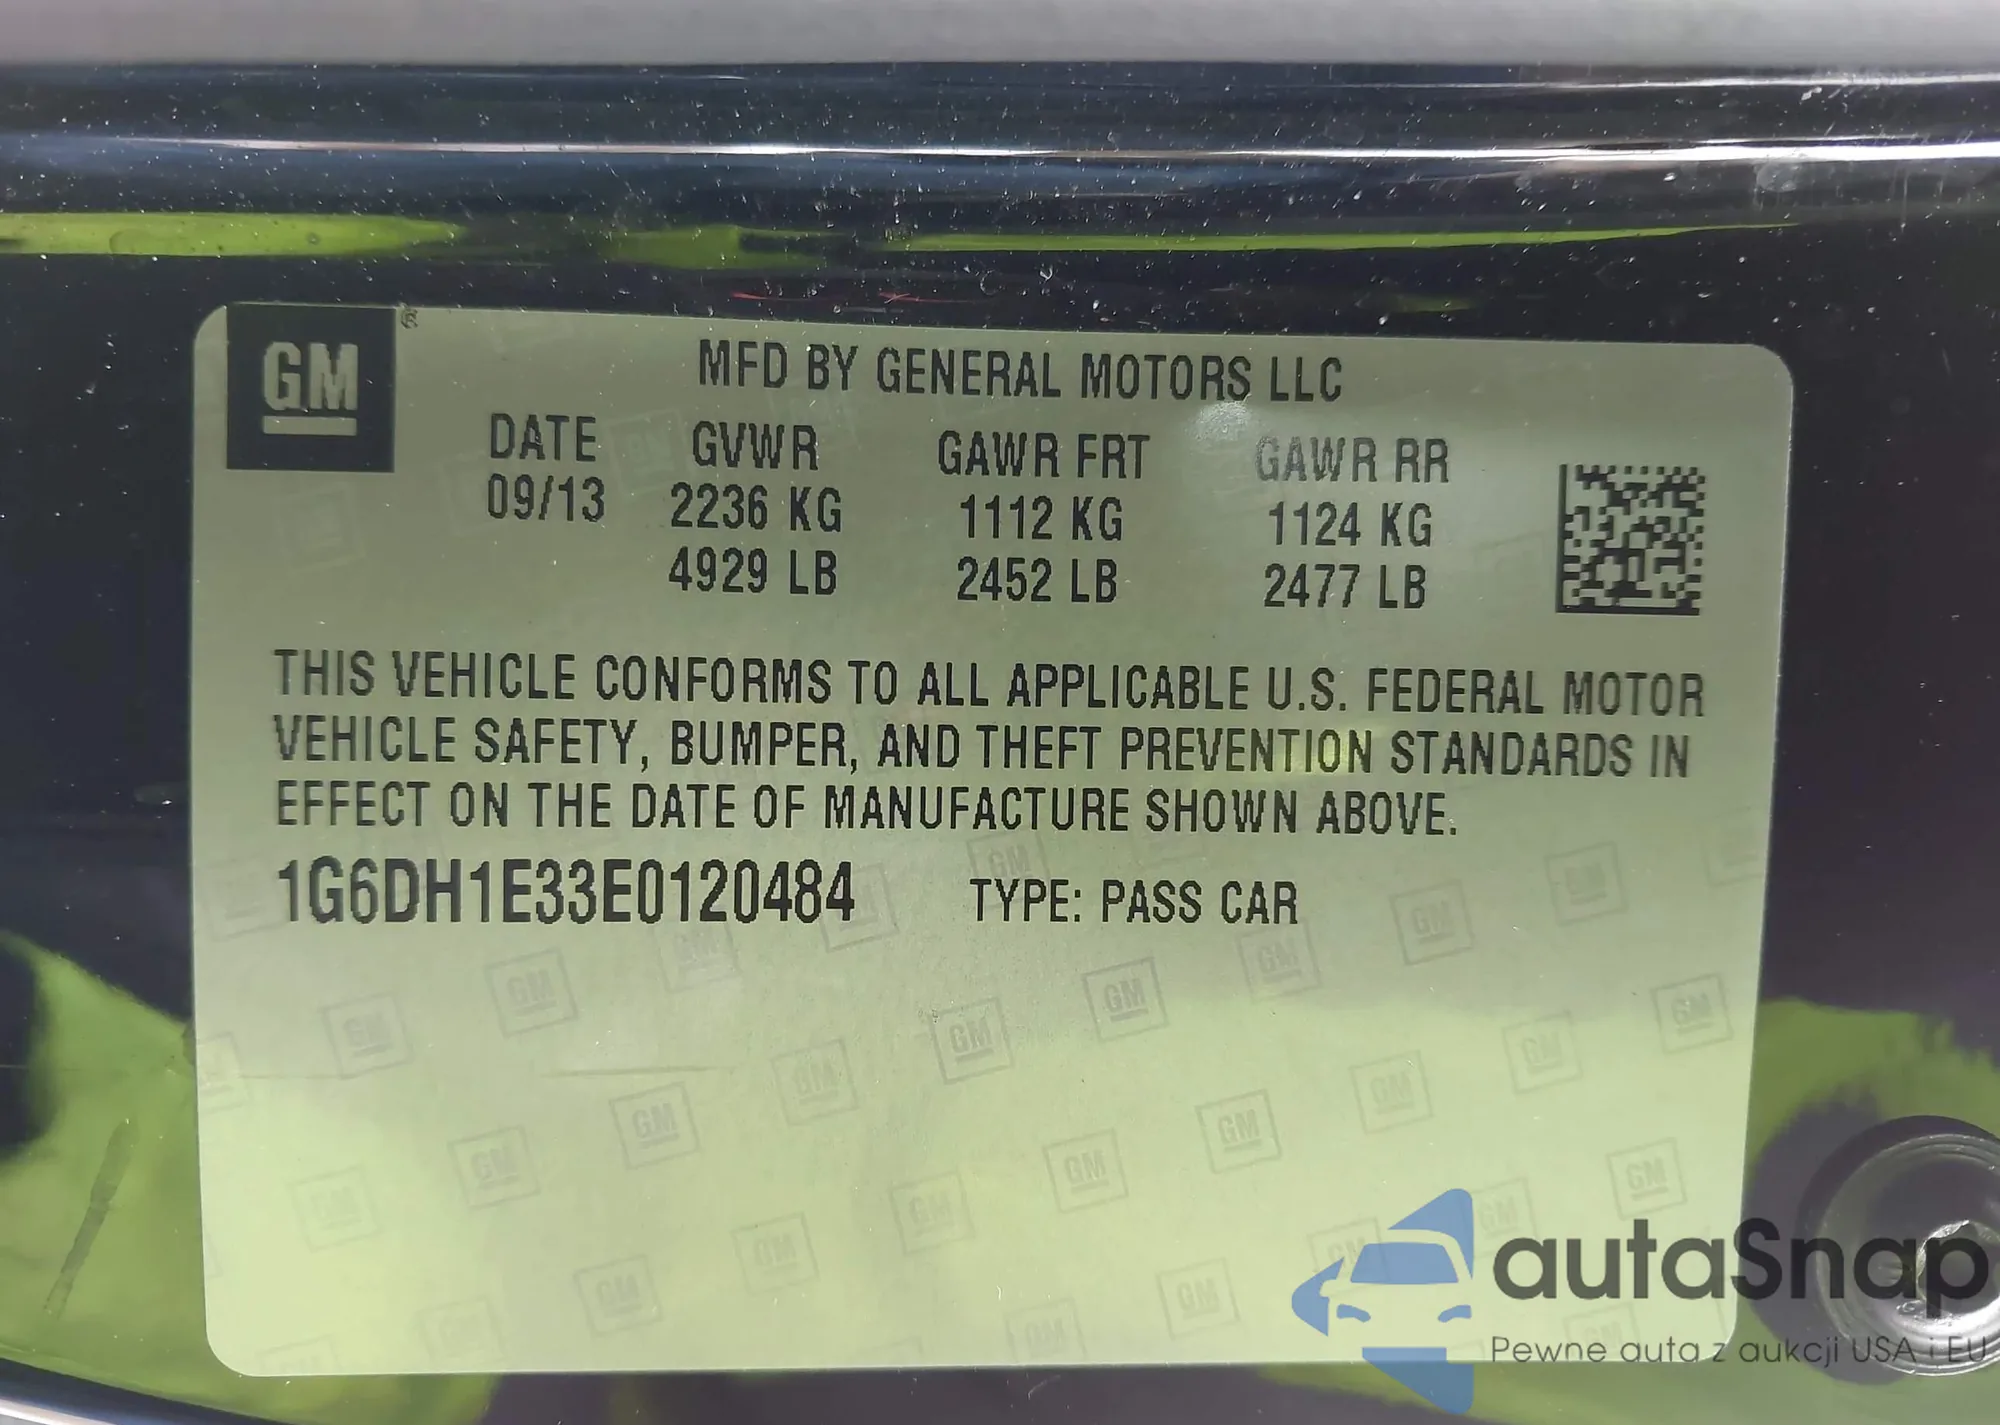 GM
MFD BY GENERAL MOTORS LLC
DATE GVWR GAWR FRT GAWR RR
09/13 2236 KG 1112 KG 1124 KG
4929 LB 2452 LB 2477 LB
THIS VEHICLE CONFORMS TO ALL APPLICABLE U.S. FEDERAL MOTOR
VEHICLE SAFETY, BUMPER, AND THEFT PREVENTION STANDARDS IN
EFFECT ON THE DATE OF MANUFACTURE SHOWN ABOVE.
1G6DH1E33E0120484 TYPE: PASS CAR
autaSnap
Pewne auta z aukcji USA i EU